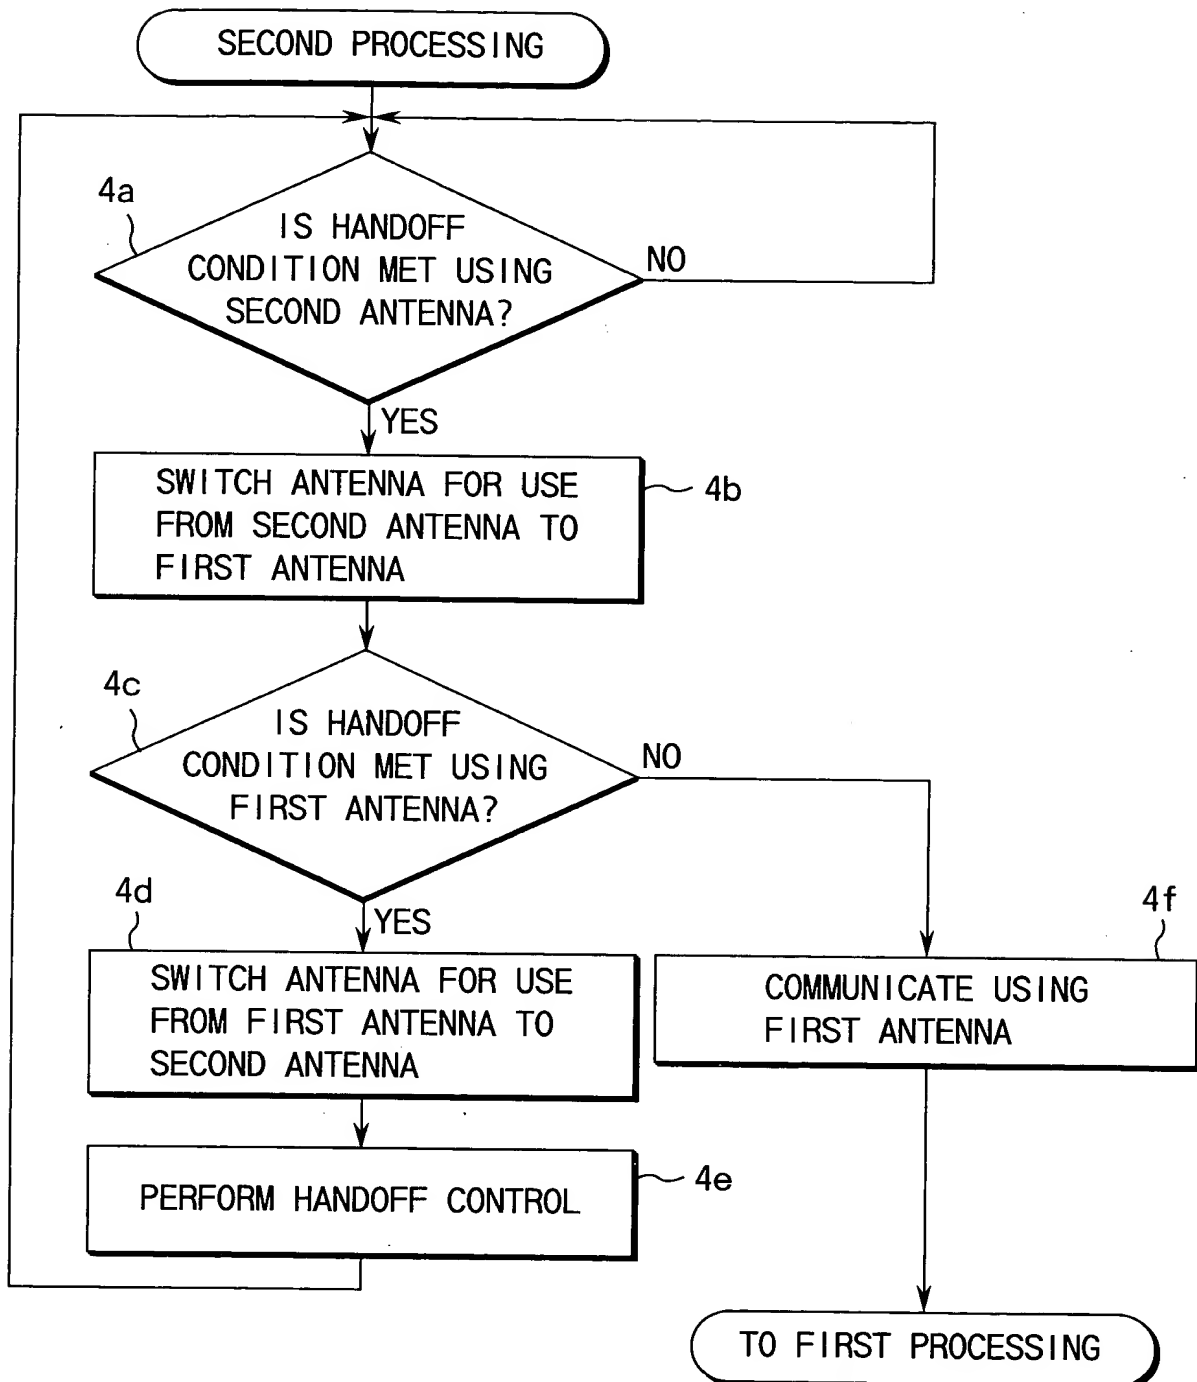 SECOND PROCESSING
4a
IS HANDOFF
CONDITION MET USING
SECOND ANTENNA?
NO
YES
SWITCH ANTENNA FOR USE
FROM SECOND ANTENNA TO
FIRST ANTENNA
4b
4c
IS HANDOFF
CONDITION MET USING
FIRST ANTENNA?
NO
YES
4d
SWITCH ANTENNA FOR USE
FROM FIRST ANTENNA TO
SECOND ANTENNA
4f
COMMUNICATE USING
FIRST ANTENNA
PERFORM HANDOFF CONTROL
4e
TO FIRST PROCESSING